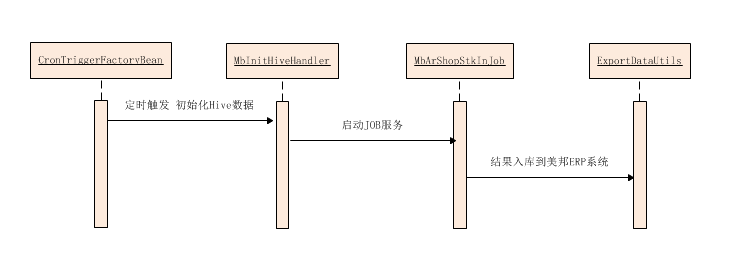 CronTriggerFactoryBean
MbInitHiveHandler
MbArShopStkInJob
ExportDataUtils
定时触发 初始化Hive数据
启动JOB服务
结果入库到美邦ERP系统